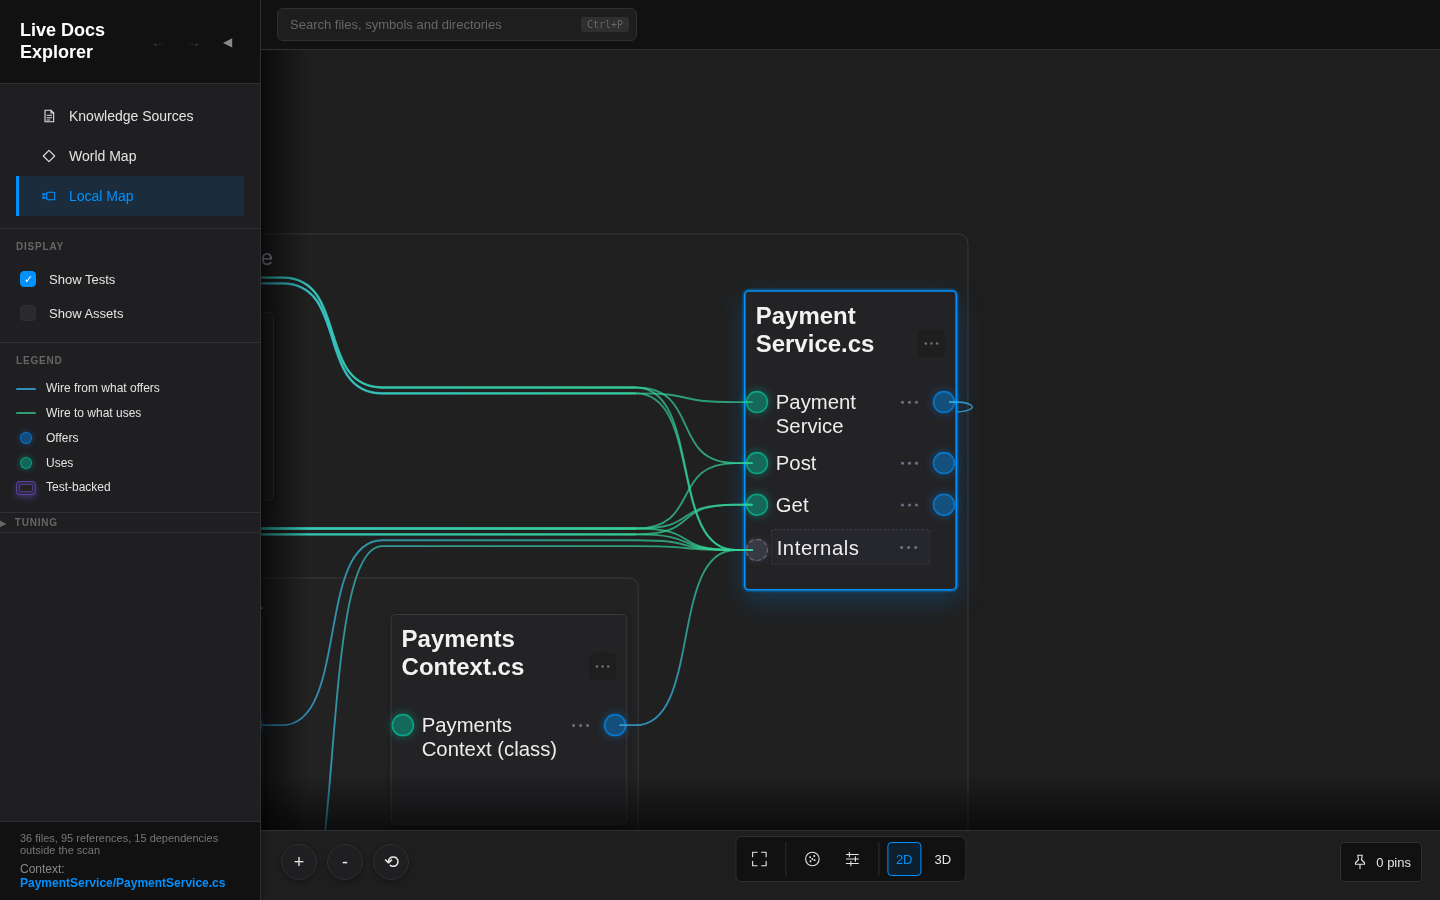 Live Docs
Explorer
Search files, symbols and directories
Ctrl+P
Knowledge Sources
World Map
Local Map
DISPLAY
Show Tests
Show Assets
LEGEND
Wire from what offers
Wire to what uses
Offers
Uses
Test-backed
TUNING
36 files, 95 references, 15 dependencies
outside the scan
Context:
PaymentService/PaymentService.cs
e
Payment
Service.cs
Payment
Service
Post
Get
Internals
Payments
Context.cs
Payments
Context (class)
+
-
2D
3D
0 pins